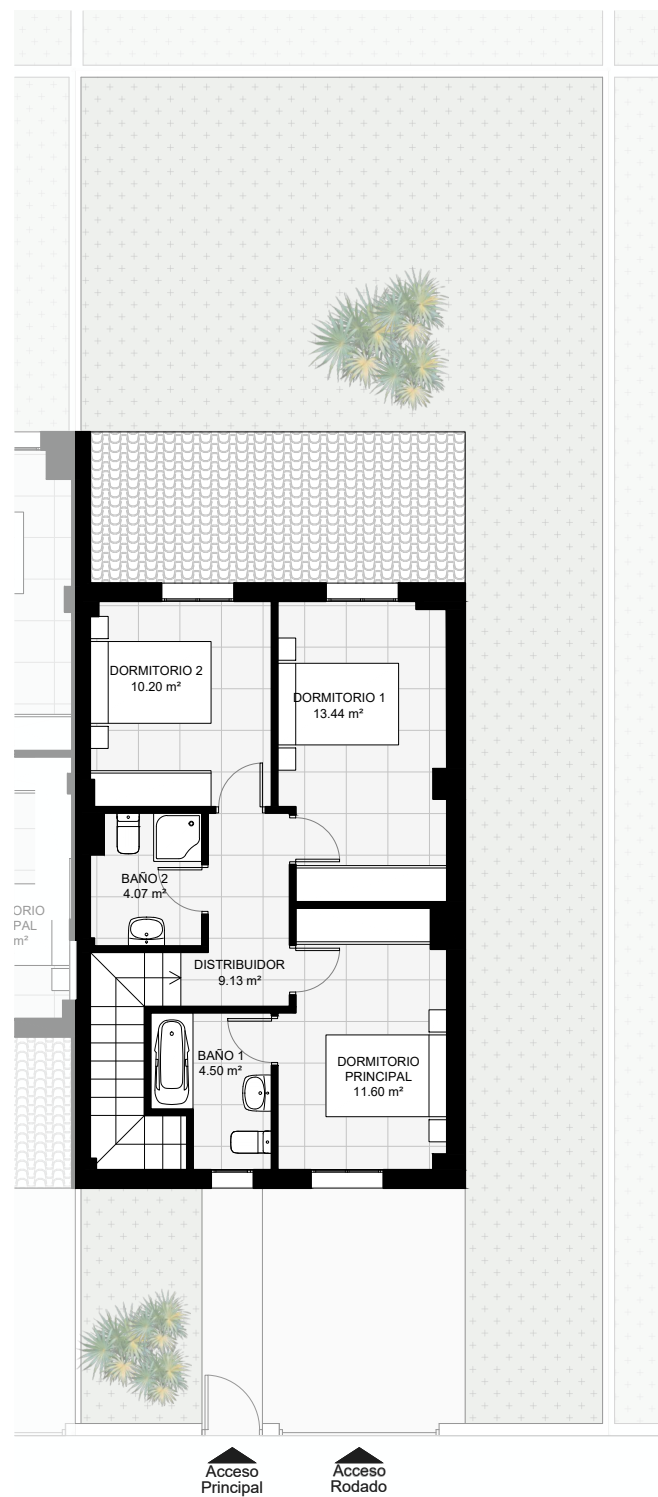 DORMITORIO 2
10.20 m²
DORMITORIO 1
13.44 m²
BAÑO 2
4.07 m²
ORIO
PAL
m²
DISTRIBUIDOR
9.13 m²
BAÑO 1
4.50 m²
DORMITORIO
PRINCIPAL
11.60 m²
Acceso
Principal
Acceso
Rodado